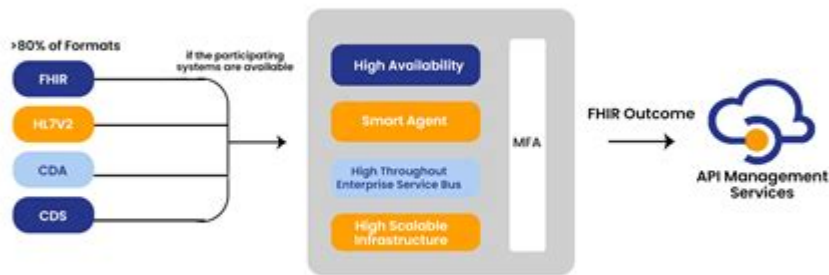 >80% of Formats
FHIR
HL7V2
CDA
CDS
if the participating
systems are available
High Availability
Smart Agent
High Throughout
Enterprise Service Bus
High Scalable
Infrastructure
MFA
FHIR Outcome
API Management
Services